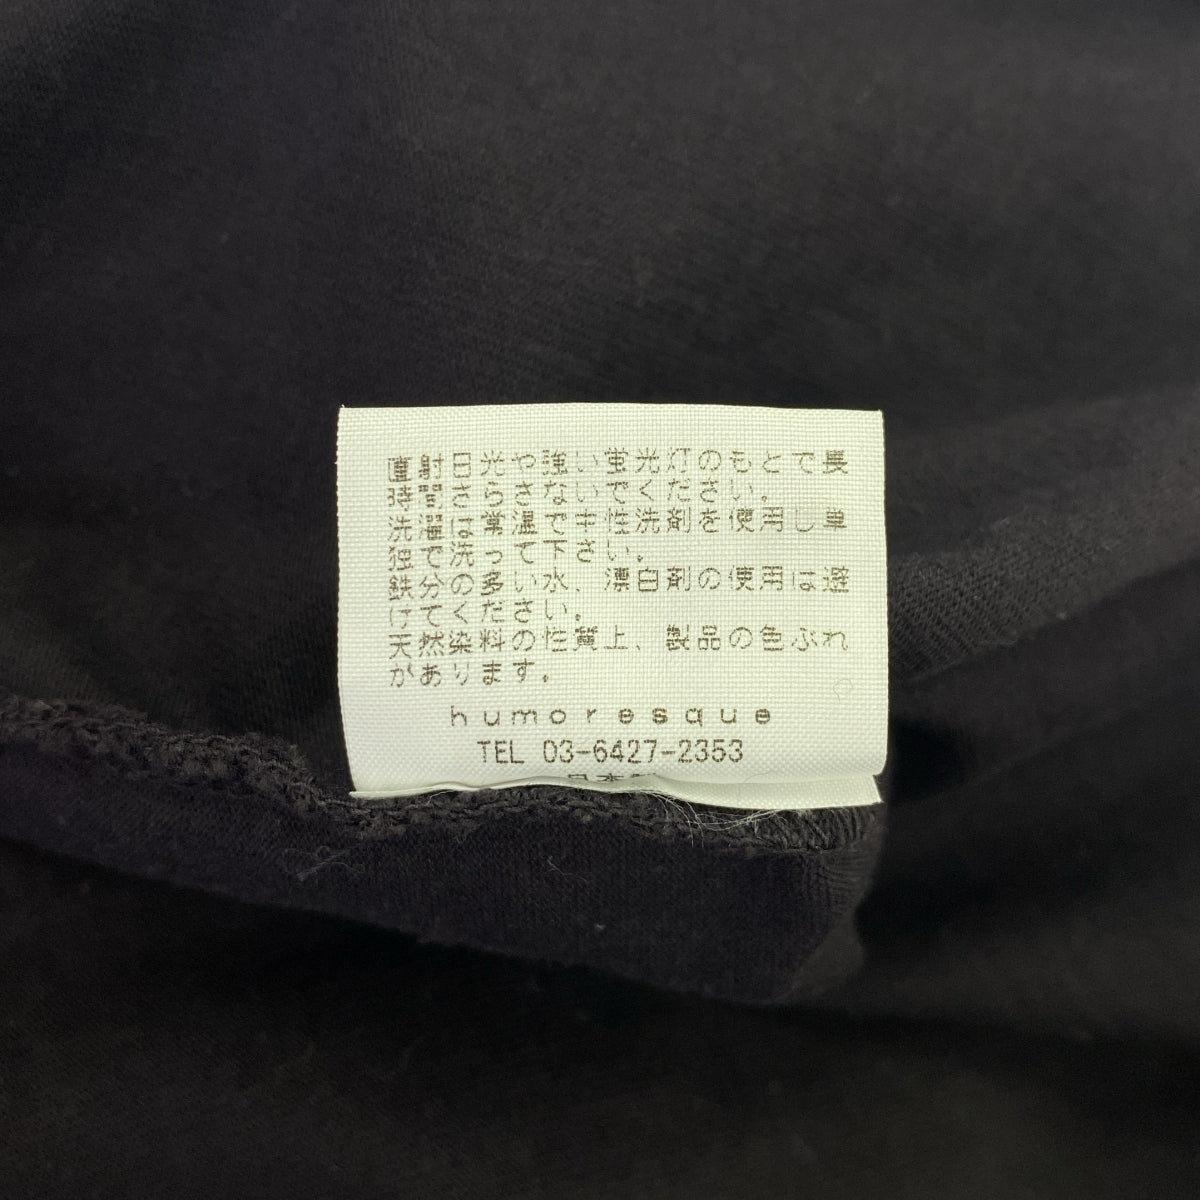 直射日光や強い蛍光灯のもとで長
時間さらさないでください。
洗濯は常温で中性洗剤を使用し単
独で洗って下さい。
鉄分の多い水、漂白剤の使用は避
けてください。
天然染料の性質上、製品の色ぶれ
があります。
humoresque
TEL 03-6427-2353
日本製